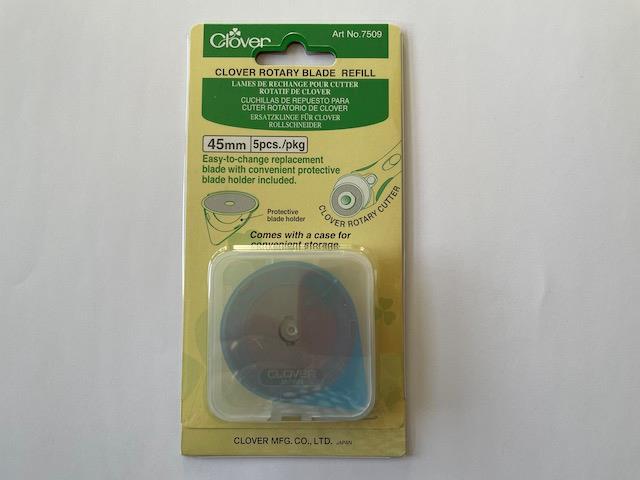 Clover
Art No.7509
CLOVER ROTARY BLADE REFILL
LAMES DE RECHANGE POUR CUTTER
ROTATIF DE CLOVER
CUCHILLAS DE REPUESTO PARA
CUTER ROTATORIO DE CLOVER
ERSATZKLINGE FÜR CLOVER
ROLLSCHNEIDER
45mm 5pcs./pkg
Easy-to-change replacement
blade with convenient protective
blade holder included.
CLOVER ROTARY CUTTER
Protective
blade holder
Comes with a case for
convenient storage.
CLOVER
CLOVER MFG. CO., LTD. JAPAN